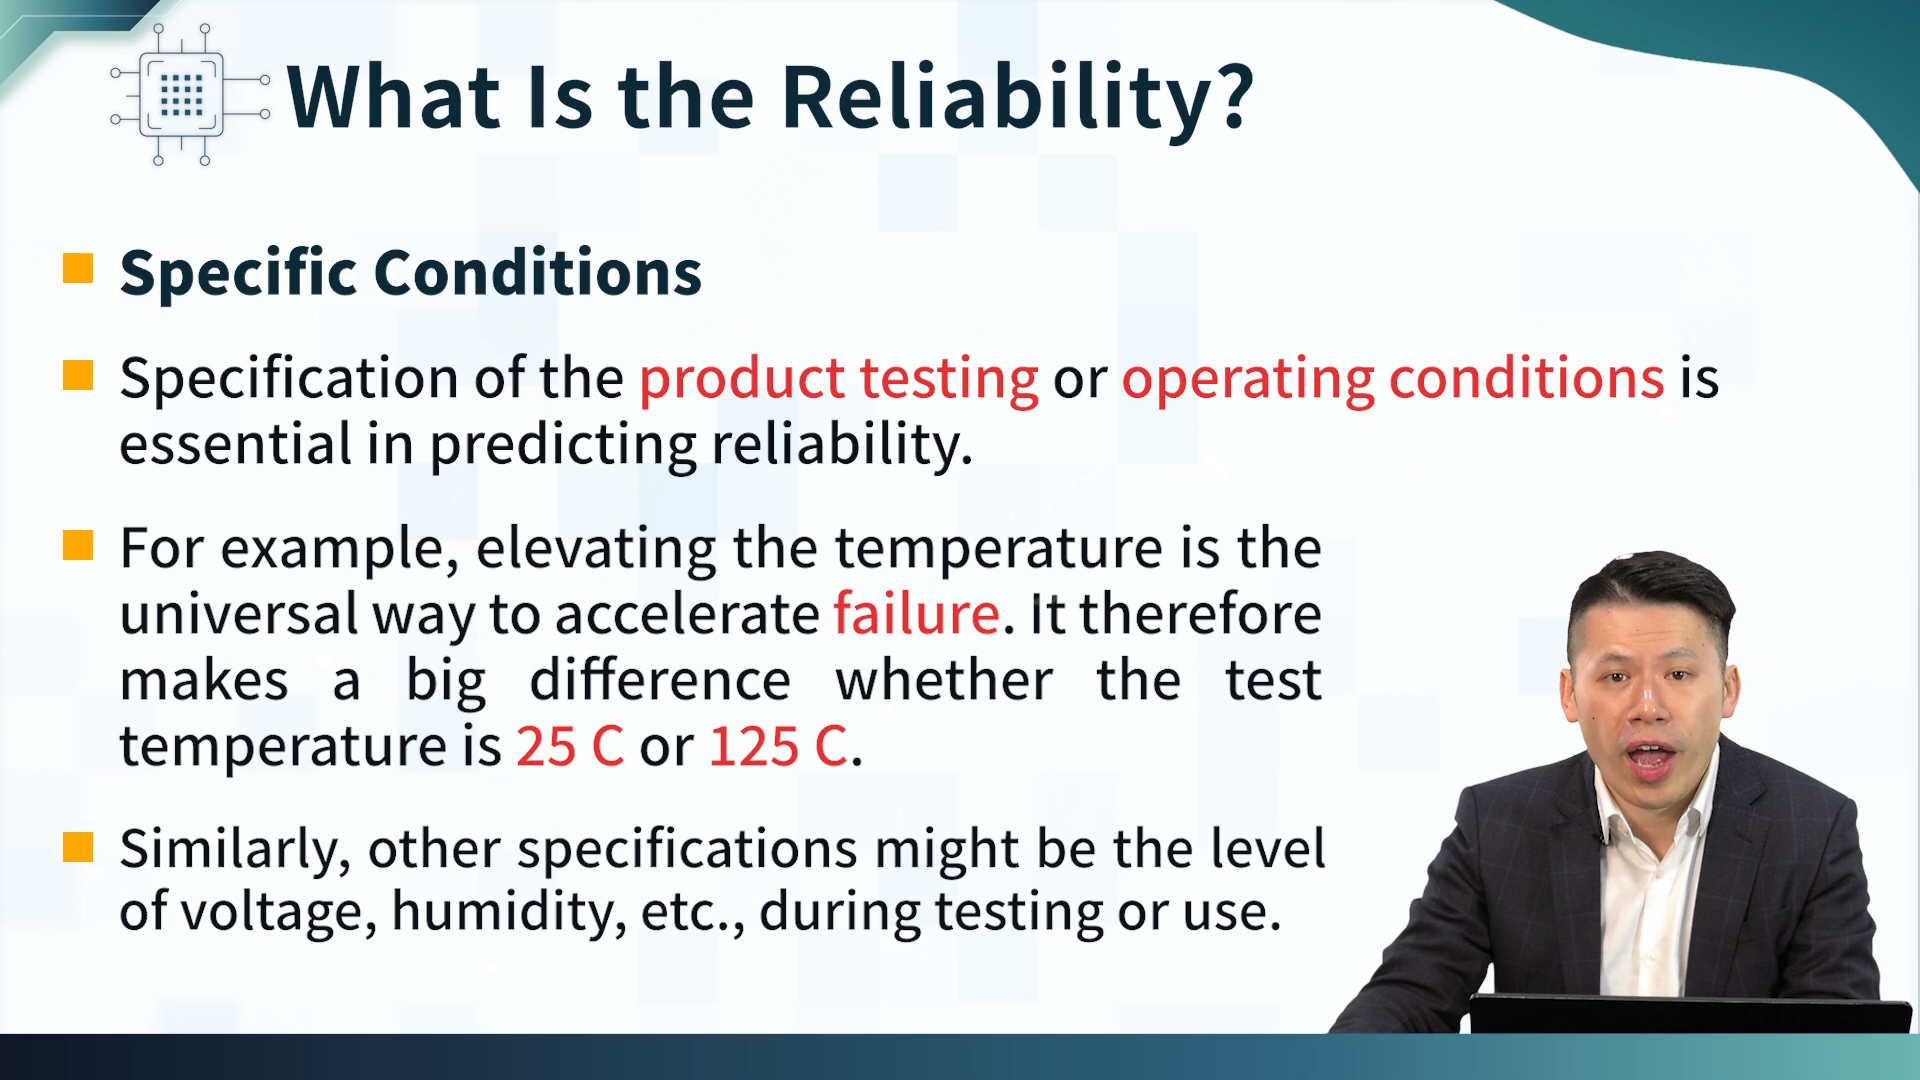 What Is the Reliability?
Specific Conditions
Specification of the product testing or operating conditions is
essential in predicting reliability.
For example, elevating the temperature is the
universal way to accelerate failure. It therefore
makes a big difference whether the test
temperature is 25 C or 125 C.
Similarly, other specifications might be the level
of voltage, humidity, etc., during testing or use.